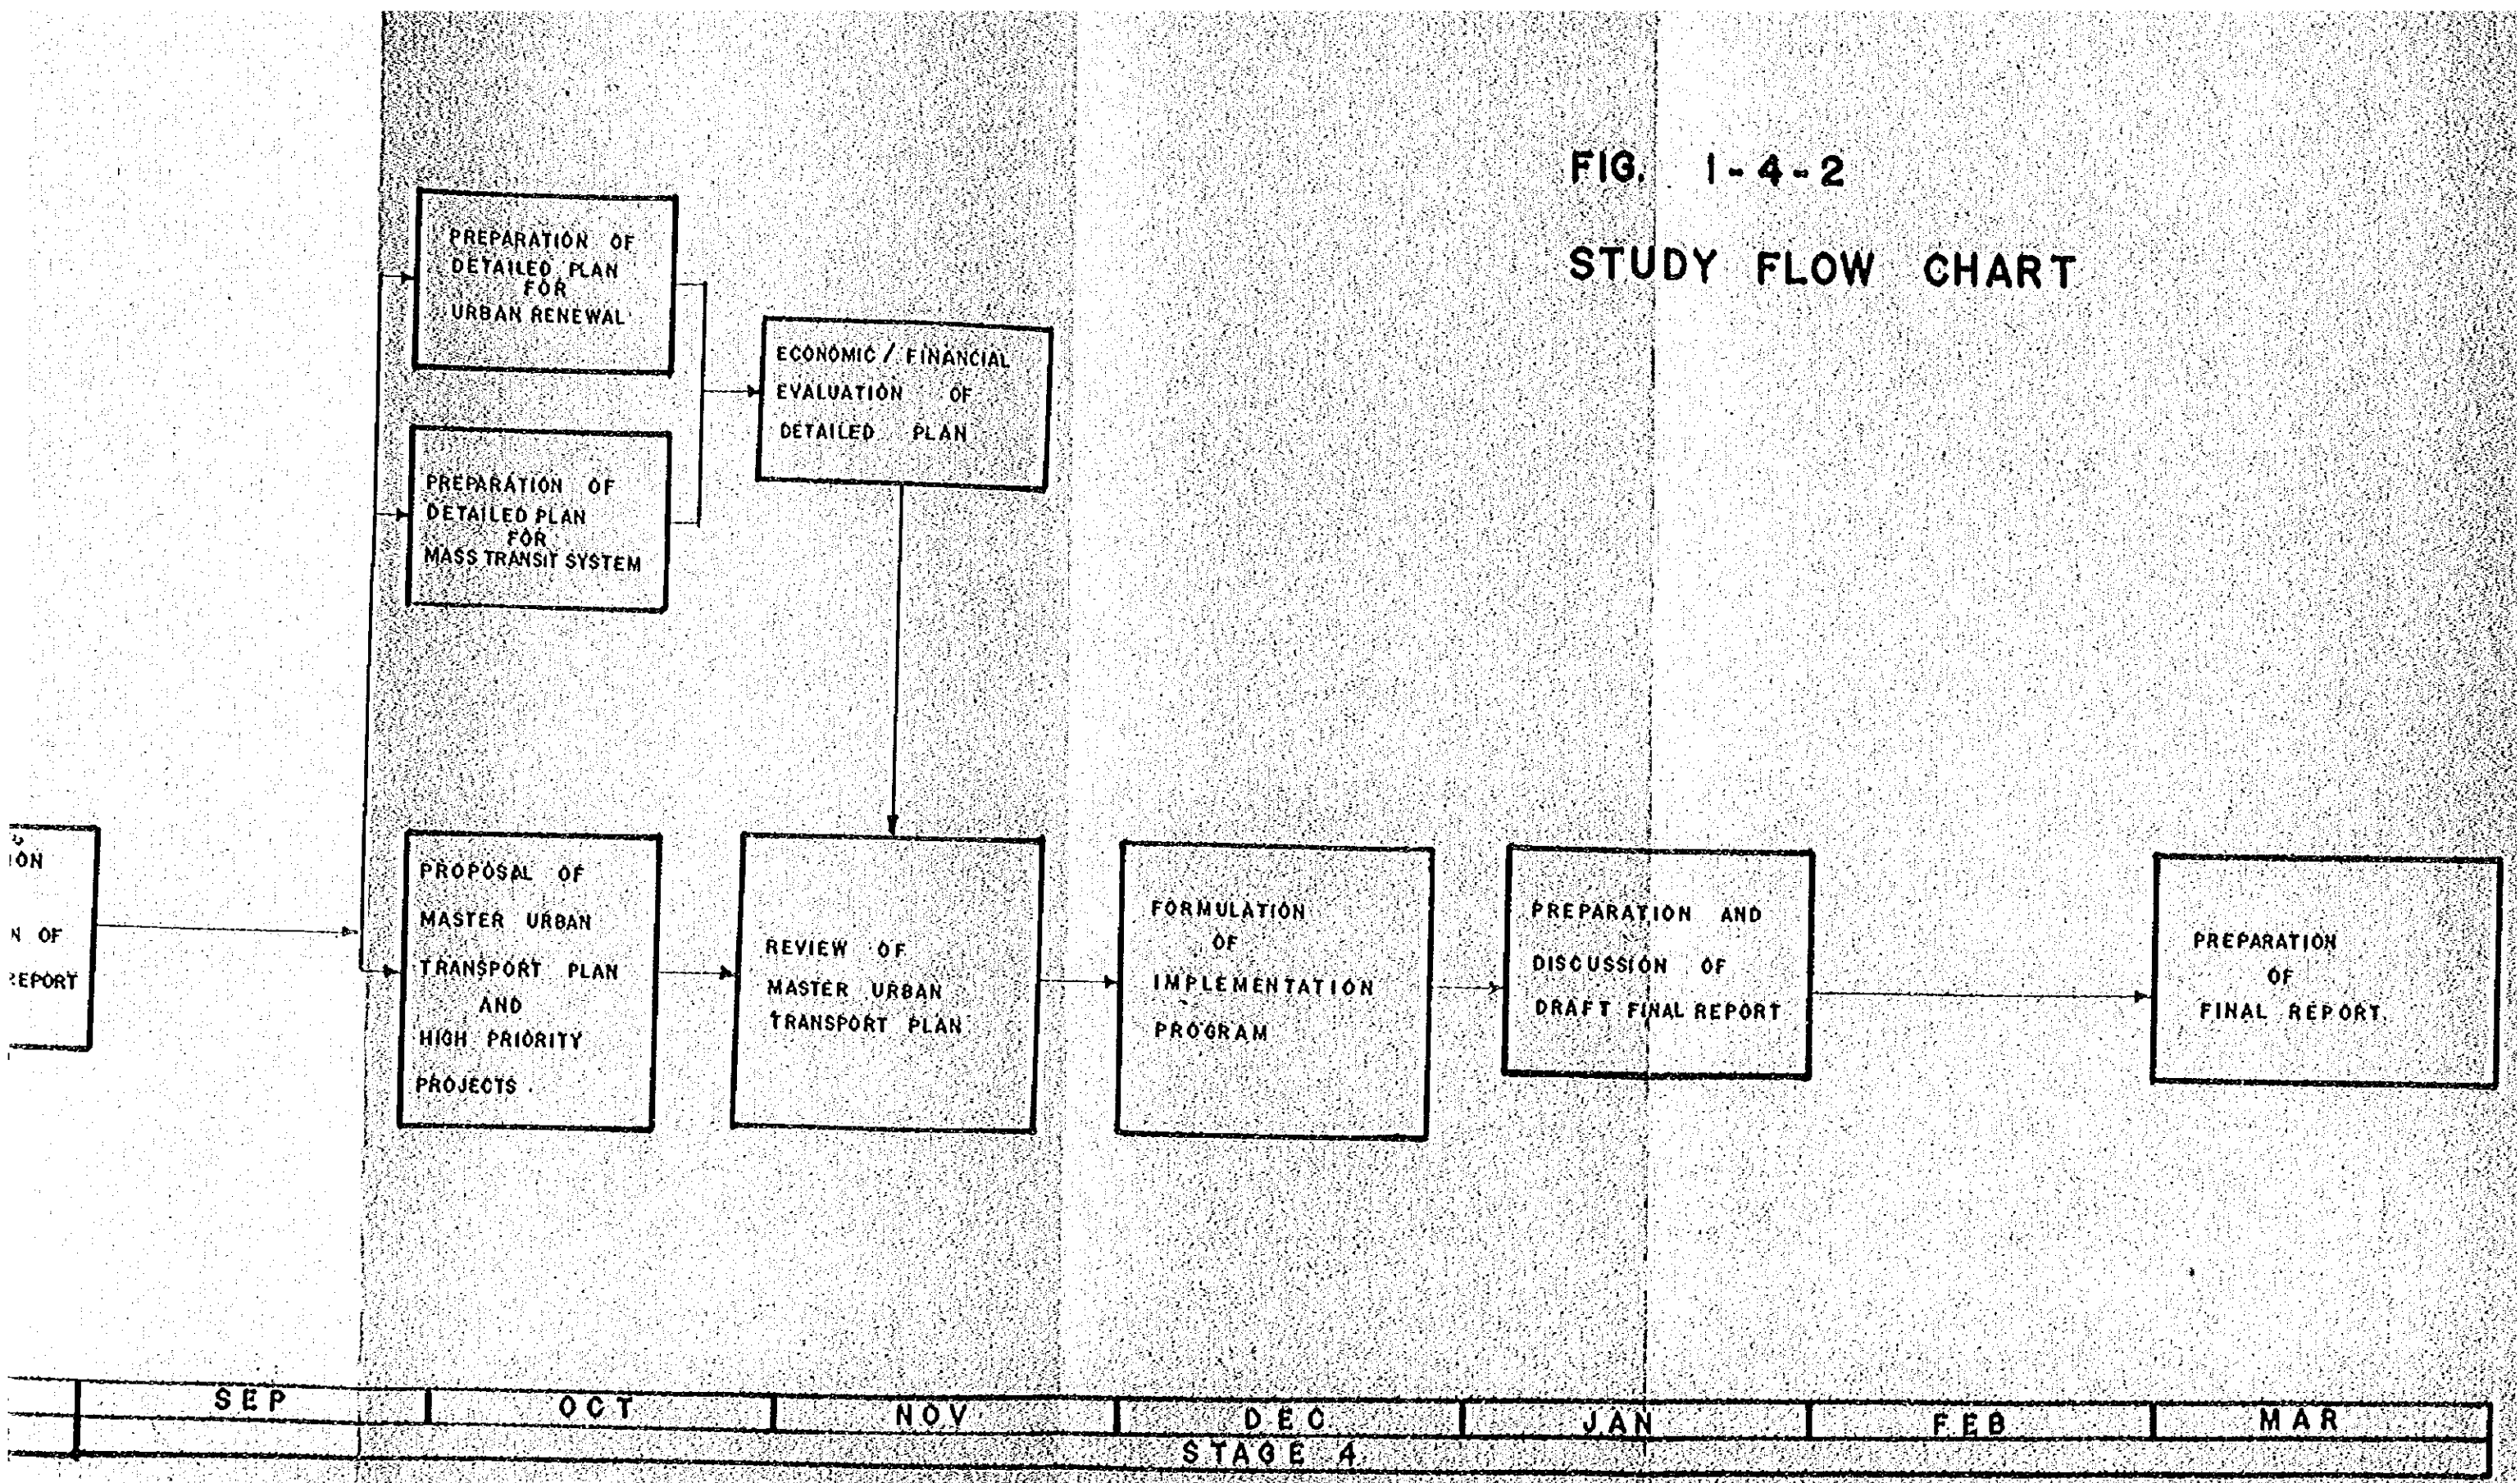 FIG. 1-4-2
STUDY FLOW CHART
PREPARATION OF
DETAILED PLAN
FOR
URBAN RENEWAL
ECONOMIC / FINANCIAL
EVALUATION OF
DETAILED PLAN
PREPARATION OF
DETAILED PLAN
FOR
MASS TRANSIT SYSTEM
ION
N OF
REPORT
PROPOSAL OF
MASTER URBAN
TRANSPORT PLAN
AND
HIGH PRIORITY
PROJECTS.
REVIEW OF
MASTER URBAN
TRANSPORT PLAN
FORMULATION
OF
IMPLEMENTATION
PROGRAM
PREPARATION AND
DISCUSSION OF
DRAFT FINAL REPORT
PREPARATION
OF
FINAL REPORT.
SEP OCT NOV DEC JAN FEB MAR
STAGE 4